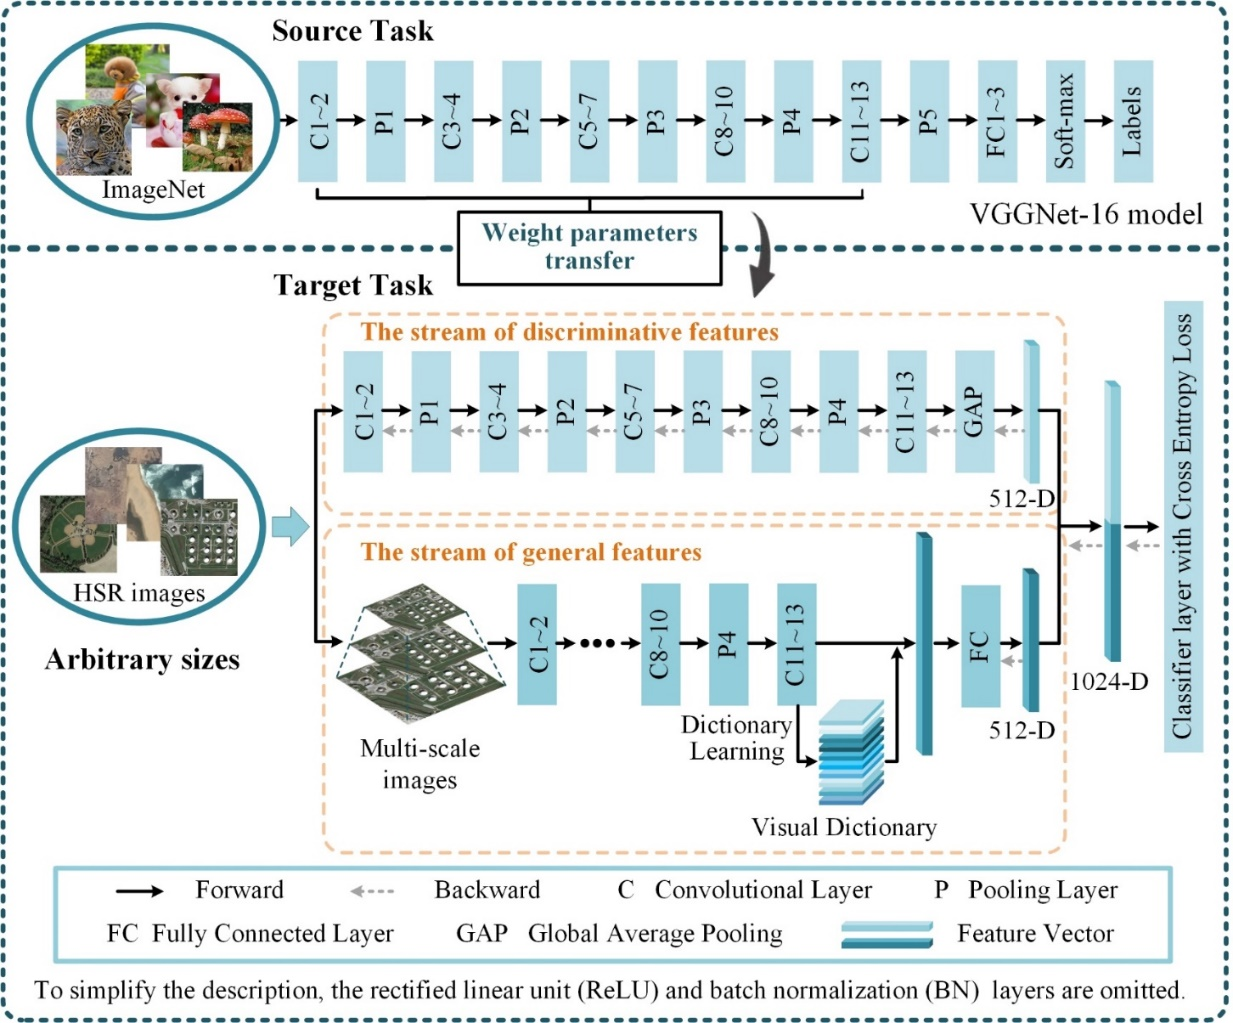 Source Task
ImageNet
C1~2
P1
C3~4
P2
C5~7
P3
C8~10
P4
C11~13
P5
FC1~3
Soft-max
Labels
VGGNet-16 model
Weight parameters
transfer
Target Task
The stream of discriminative features
C1~2
P1
C3~4
P2
C5~7
P3
C8~10
P4
C11~13
GAP
512-D
HSR images
Arbitrary sizes
The stream of general features
Multi-scale
images
C1~2
•••
C8~10
P4
C11~13
Dictionary
Learning
Visual Dictionary
FC
512-D
1024-D
Classifier layer with Cross Entropy Loss
Forward Backward C Convolutional Layer P Pooling Layer
FC Fully Connected Layer GAP Global Average Pooling Feature Vector
To simplify the description, the rectified linear unit (ReLU) and batch normalization (BN) layers are omitted.